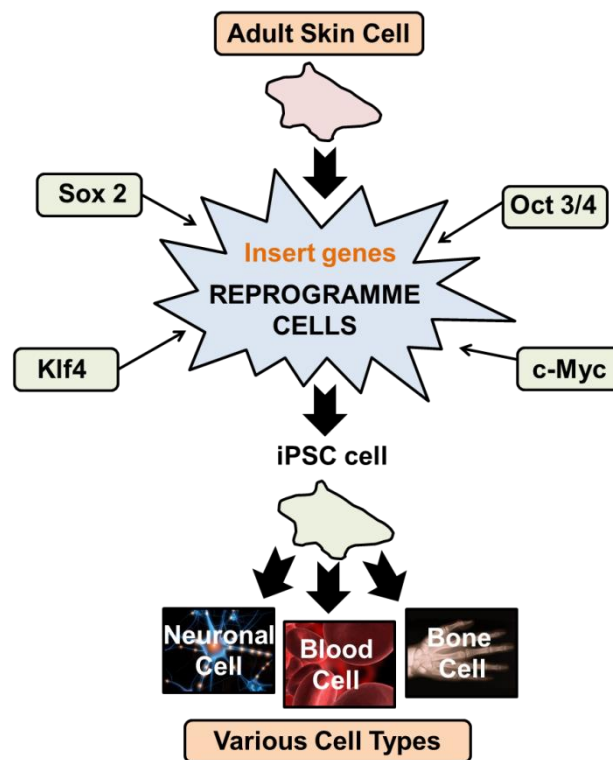 Adult Skin Cell
Sox 2
Oct 3/4
Insert genes
REPROGRAMME
CELLS
Klf4
c-Myc
iPSC cell
Neuronal
Cell
Blood
Cell
Bone
Cell
Various Cell Types